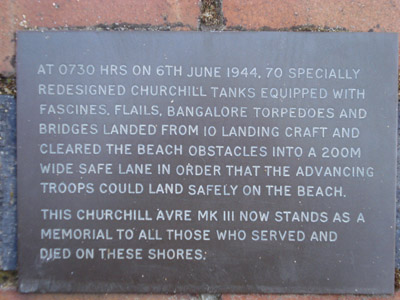 AT 0730 HRS ON 6TH JUNE 1944, 70 SPECIALLY
REDESIGNED CHURCHILL TANKS EQUIPPED WITH
FASCINES, FLAILS, BANGALORE TORPEDOES AND
BRIDGES LANDED FROM 10 LANDING CRAFT AND
CLEARED THE BEACH OBSTACLES INTO A 200M
WIDE SAFE LANE IN ORDER THAT THE ADVANCING
TROOPS COULD LAND SAFELY ON THE BEACH.
THIS CHURCHILL AVRE MK III NOW STANDS AS A
MEMORIAL TO ALL THOSE WHO SERVED AND
DIED ON THESE SHORES.